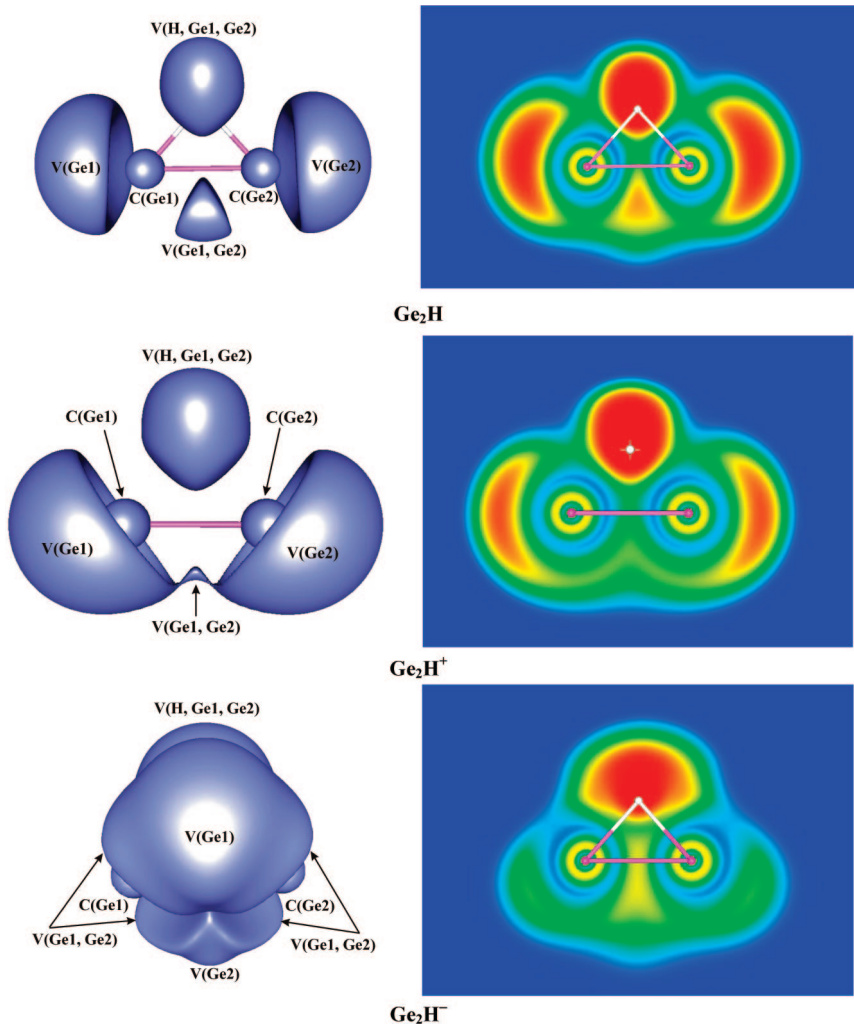 V(H, Ge1, Ge2)
V(Ge1)
V(Ge2)
C(Ge1)
C(Ge2)
V(Ge1, Ge2)
Ge₂H
V(H, Ge1, Ge2)
C(Ge1)
C(Ge2)
V(Ge1)
V(Ge2)
V(Ge1, Ge2)
Ge₂H⁺
V(H, Ge1, Ge2)
V(Ge1)
C(Ge1)
C(Ge2)
V(Ge1, Ge2)
V(Ge1, Ge2)
V(Ge2)
Ge₂H⁻